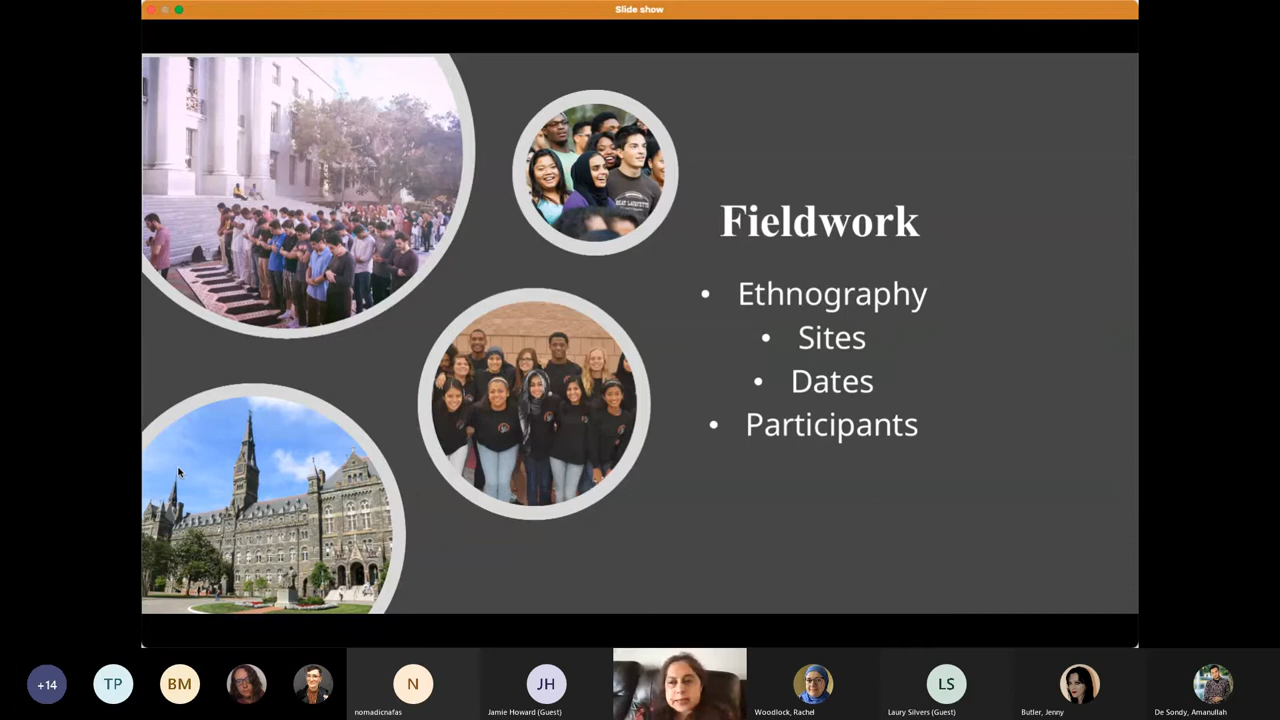 Slide show
Fieldwork
• Ethnography
• Sites
• Dates
• Participants
+14
TP
BM
N
nomadicnafas
JH
Jamie Howard (Guest)
Woodlock, Rachel
LS
Laury Silvers (Guest)
Butler, Jenny
De Sondy, Amanullah